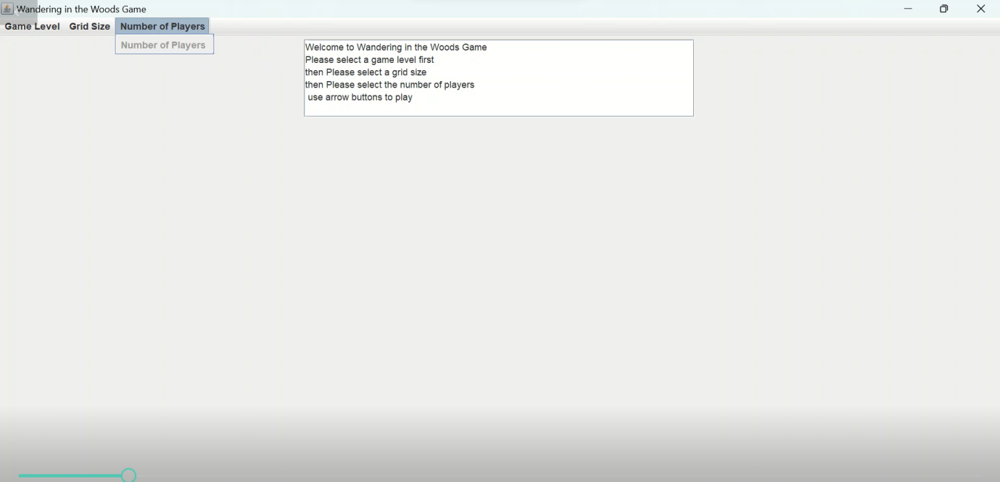 Wandering in the Woods Game
Game Level Grid Size Number of Players
Number of Players
Welcome to Wandering in the Woods Game
Please select a game level first
then Please select a grid size
then Please select the number of players
use arrow buttons to play